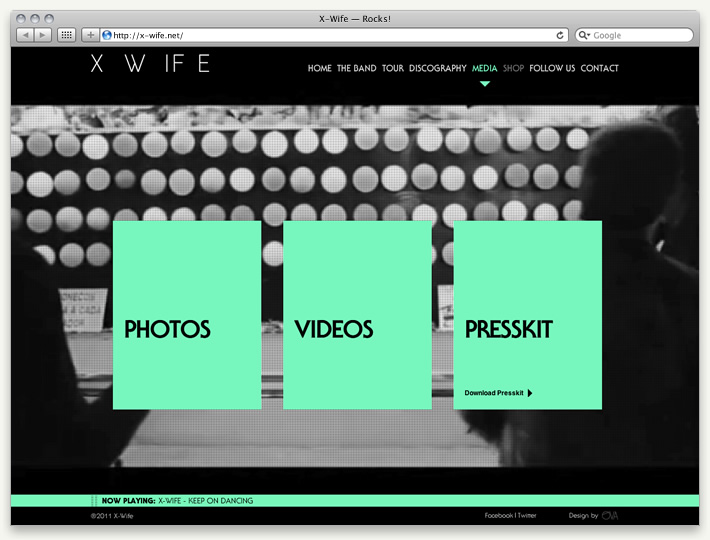 X-Wife — Rocks!
http://x-wife.net/
Google
X WIFE
HOME THE BAND TOUR DISCOGRAPHY MEDIA SHOP FOLLOW US CONTACT
PHOTOS
VIDEOS
PRESSKIT
Download Presskit
NOW PLAYING: X-WIFE - KEEP ON DANCING
©2011 X-Wife
Facebook | Twitter
Design by OVA